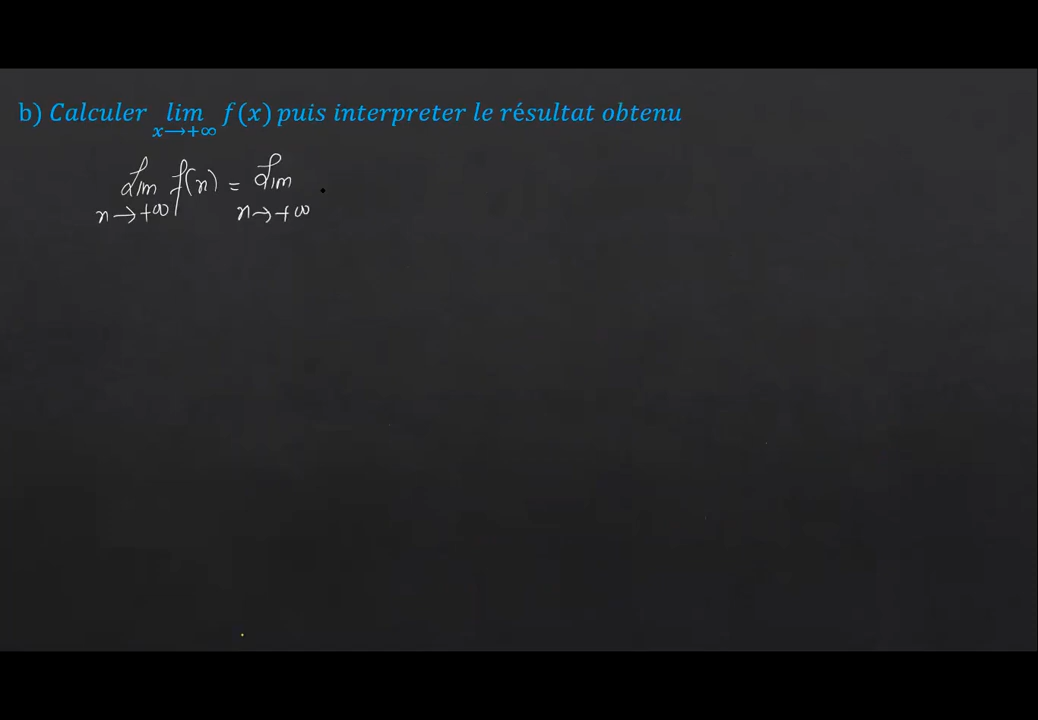 b) Calculer lim f(x) puis interpreter le résultat obtenu
x⟶+∞
lim f(x) = lim
x→+∞ x→+∞